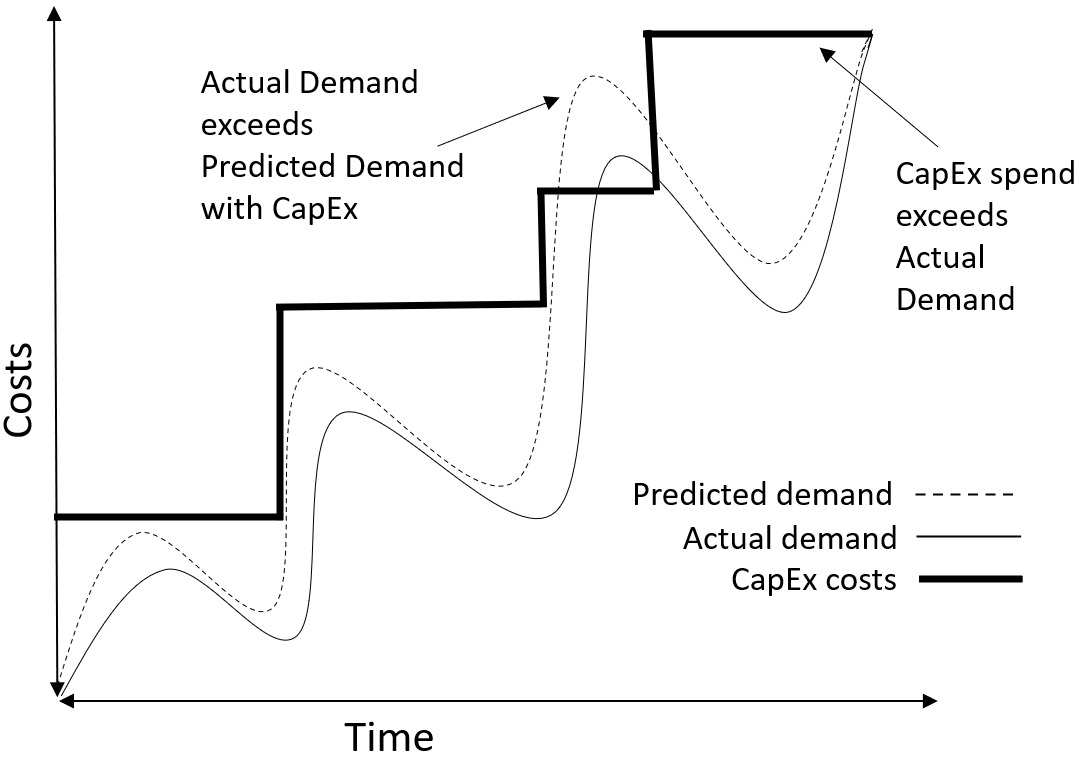 Actual Demand
exceeds
Predicted Demand
with CapEx
CapEx spend
exceeds
Actual
Demand
Costs
Predicted demand
Actual demand
CapEx costs
Time